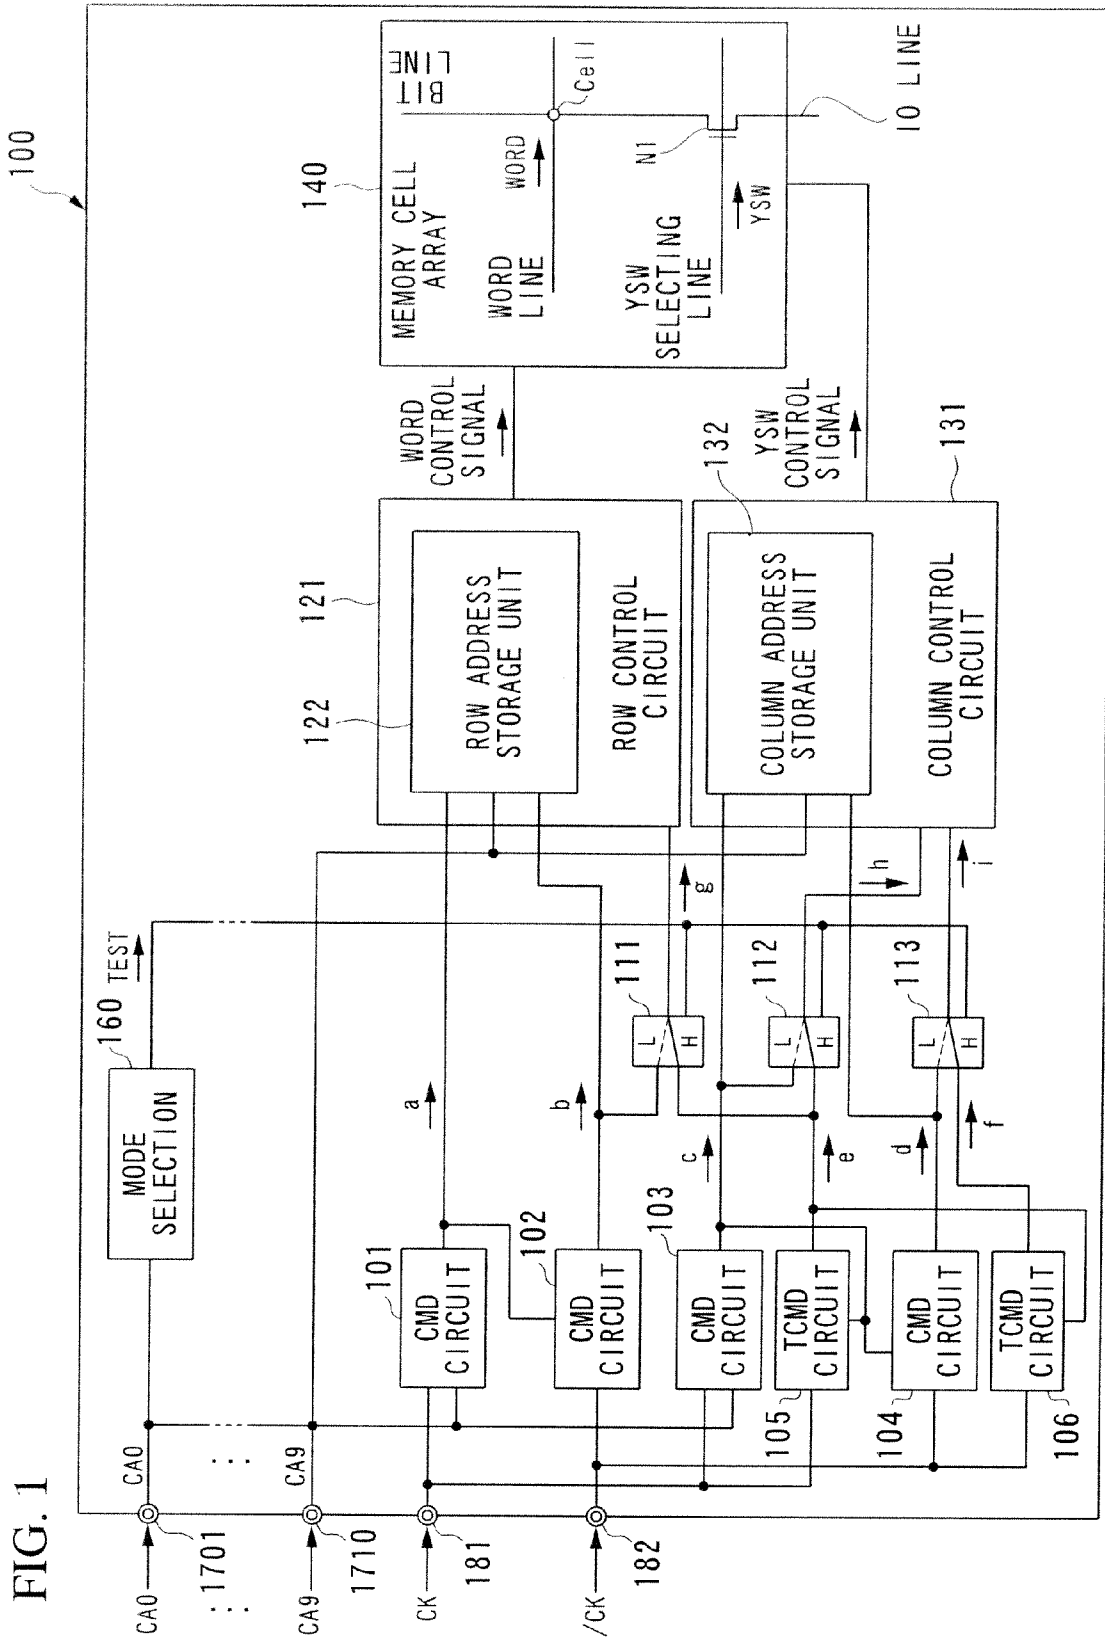 FIG. 1
100
CA0
1701
CA0
CA9
1710
CA9
CK
181
/CK
182
160
MODE
SELECTION
TEST
101
CMD
CIRCUIT
102
CMD
CIRCUIT
103
CMD
CIRCUIT
105
TCMD
CIRCUIT
104
CMD
CIRCUIT
106
TCMD
CIRCUIT
a
b
c
e
d
f
111
L
H
112
L
H
113
L
H
g
h
i
121
122
ROW ADDRESS
STORAGE UNIT
ROW CONTROL
CIRCUIT
132
COLUMN ADDRESS
STORAGE UNIT
COLUMN CONTROL
CIRCUIT
131
WORD
CONTROL
SIGNAL
YSW
CONTROL
SIGNAL
140
MEMORY CELL
ARRAY
BIT
LINE
WORD
LINE
WORD
Cell
YSW
SELECTING
LINE
YSW
N1
IO LINE